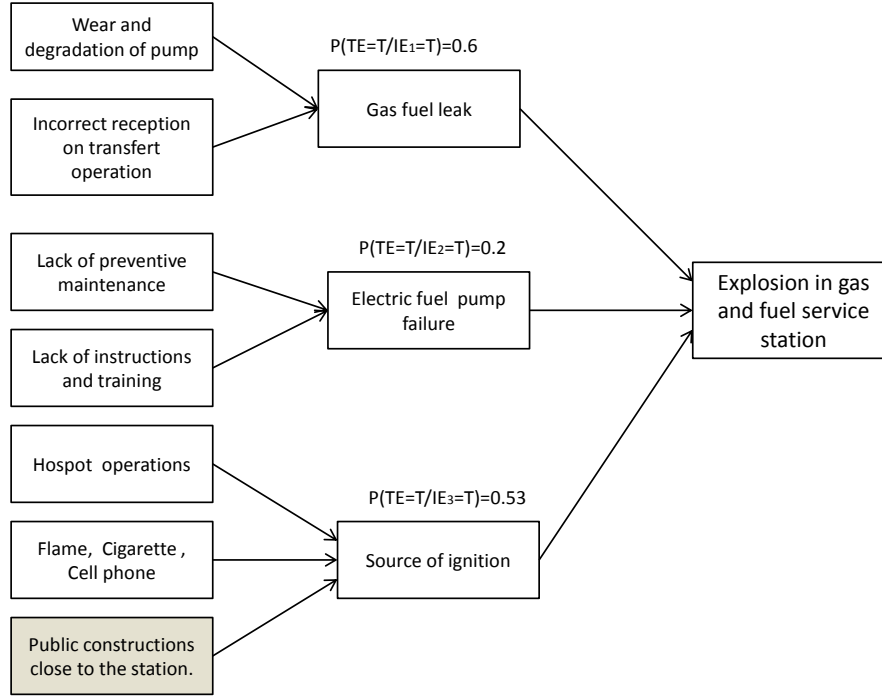 Wear and
degradation of pump
P(TE=T/IE₁=T)=0.6
Gas fuel leak
Incorrect reception
on transfert
operation
Lack of preventive
maintenance
P(TE=T/IE₂=T)=0.2
Electric fuel pump
failure
Explosion in gas
and fuel service
station
Lack of instructions
and training
Hospot operations
P(TE=T/IE₃=T)=0.53
Flame, Cigarette ,
Cell phone
Source of ignition
Public constructions
close to the station.